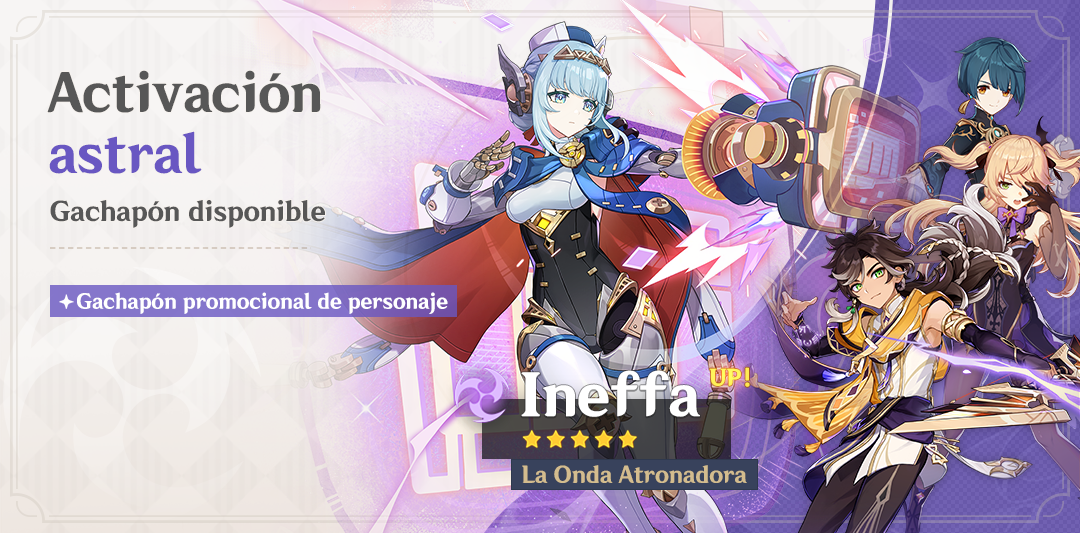 Activación
astral
Gachapón disponible
Gachapón promocional de personaje
Ineffa UP!
La Onda Atronadora